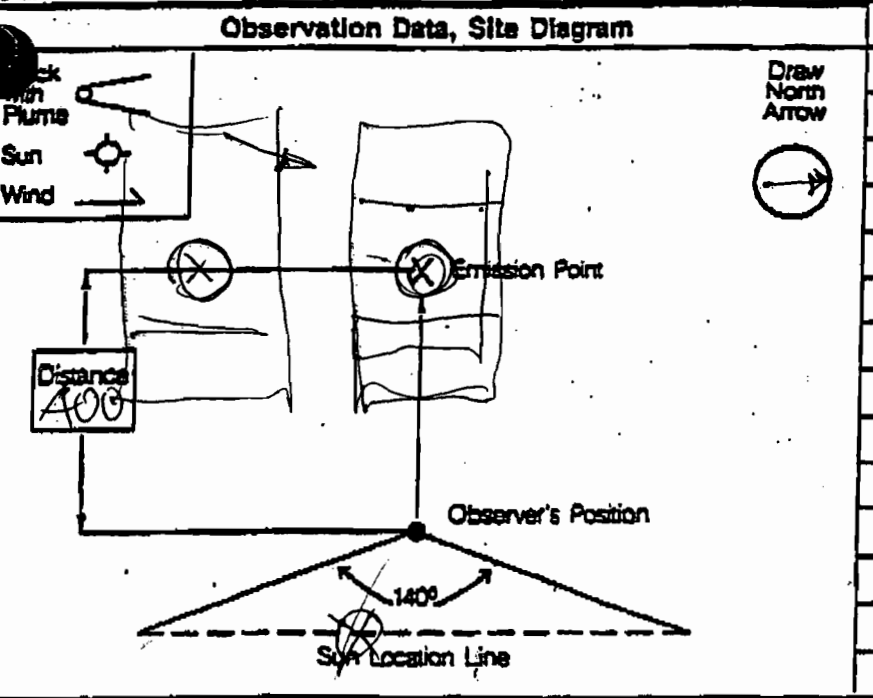 Observation Data, Site Diagram
with
Plume
Sun
Wind
Draw
North
Arrow
Emission Point
Distance
400
Observer's Position
140°
Sun Location Line